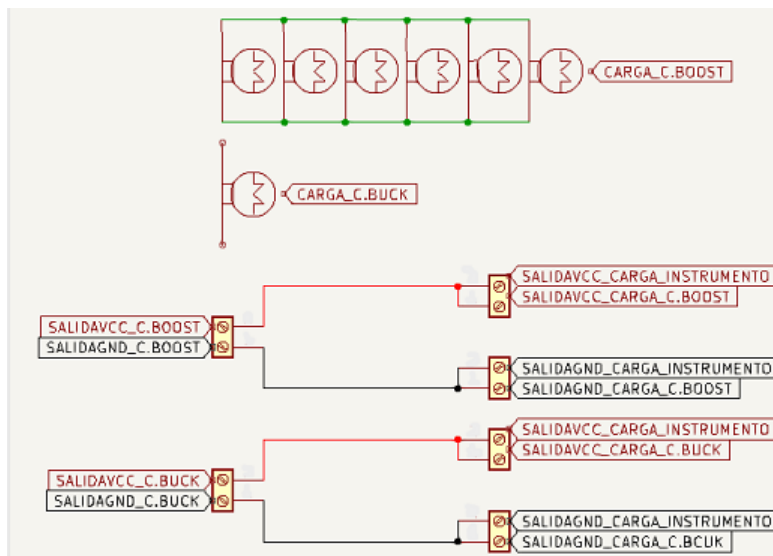 CARGA_C.BOOST
CARGA_C.BUCK
SALIDAVCC_CARGA_INSTRUMENTO
SALIDAVCC_CARGA_C.BOOST
SALIDAVCC_C.BOOST
SALIDAGND_C.BOOST
SALIDAGND_CARGA_INSTRUMENTO
SALIDAGND_CARGA_C.BOOST
SALIDAVCC_CARGA_INSTRUMENTO
SALIDAVCC_CARGA_C.BUCK
SALIDAVCC_C.BUCK
SALIDAGND_C.BUCK
SALIDAGND_CARGA_INSTRUMENTO
SALIDAGND_CARGA_C.BCUK